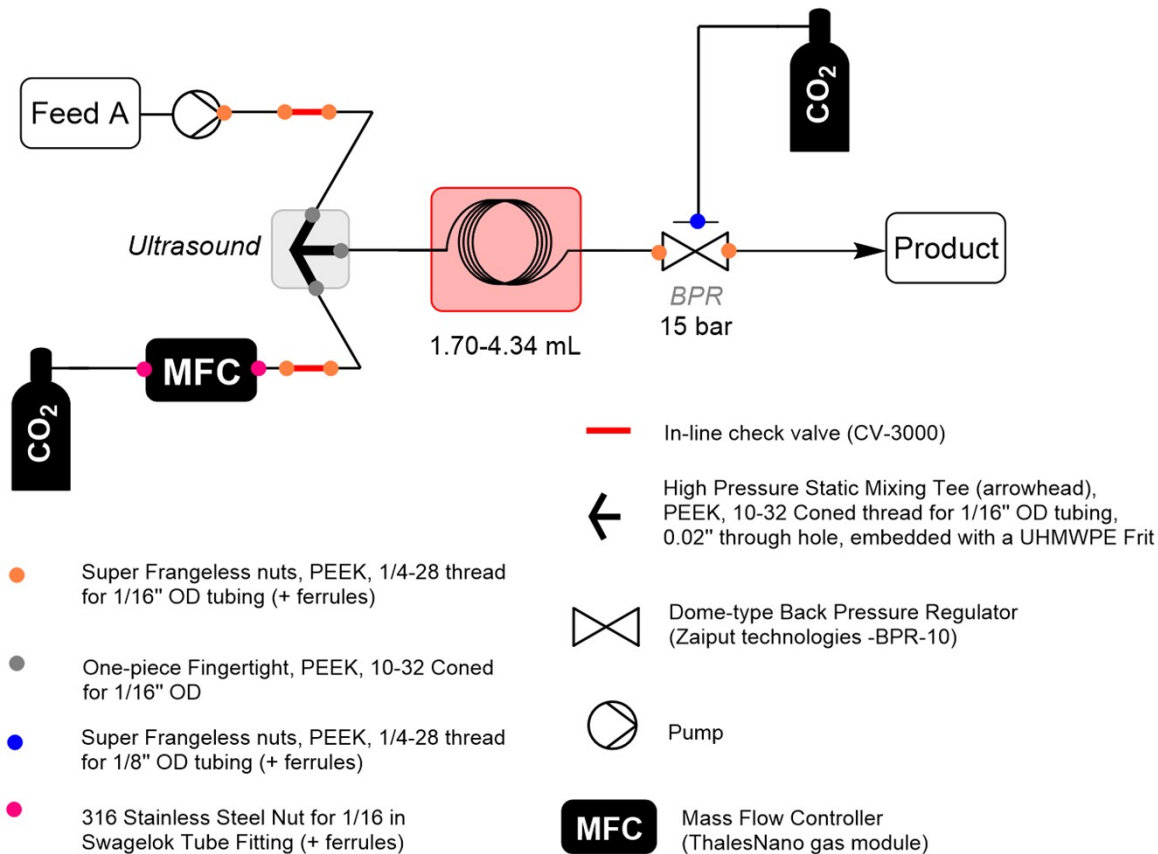 Feed A
CO2
Ultrasound
1.70-4.34 mL
BPR
15 bar
Product
MFC
CO2
In-line check valve (CV-3000)
High Pressure Static Mixing Tee (arrowhead),
PEEK, 10-32 Coned thread for 1/16" OD tubing,
0.02" through hole, embedded with a UHMWPE Frit
Super Frangeless nuts, PEEK, 1/4-28 thread
for 1/16" OD tubing (+ ferrules)
Dome-type Back Pressure Regulator
(Zaiput technologies -BPR-10)
One-piece Fingertight, PEEK, 10-32 Coned
for 1/16" OD
Pump
Super Frangeless nuts, PEEK, 1/4-28 thread
for 1/8" OD tubing (+ ferrules)
316 Stainless Steel Nut for 1/16 in
Swagelok Tube Fitting (+ ferrules)
MFC
Mass Flow Controller
(ThalesNano gas module)